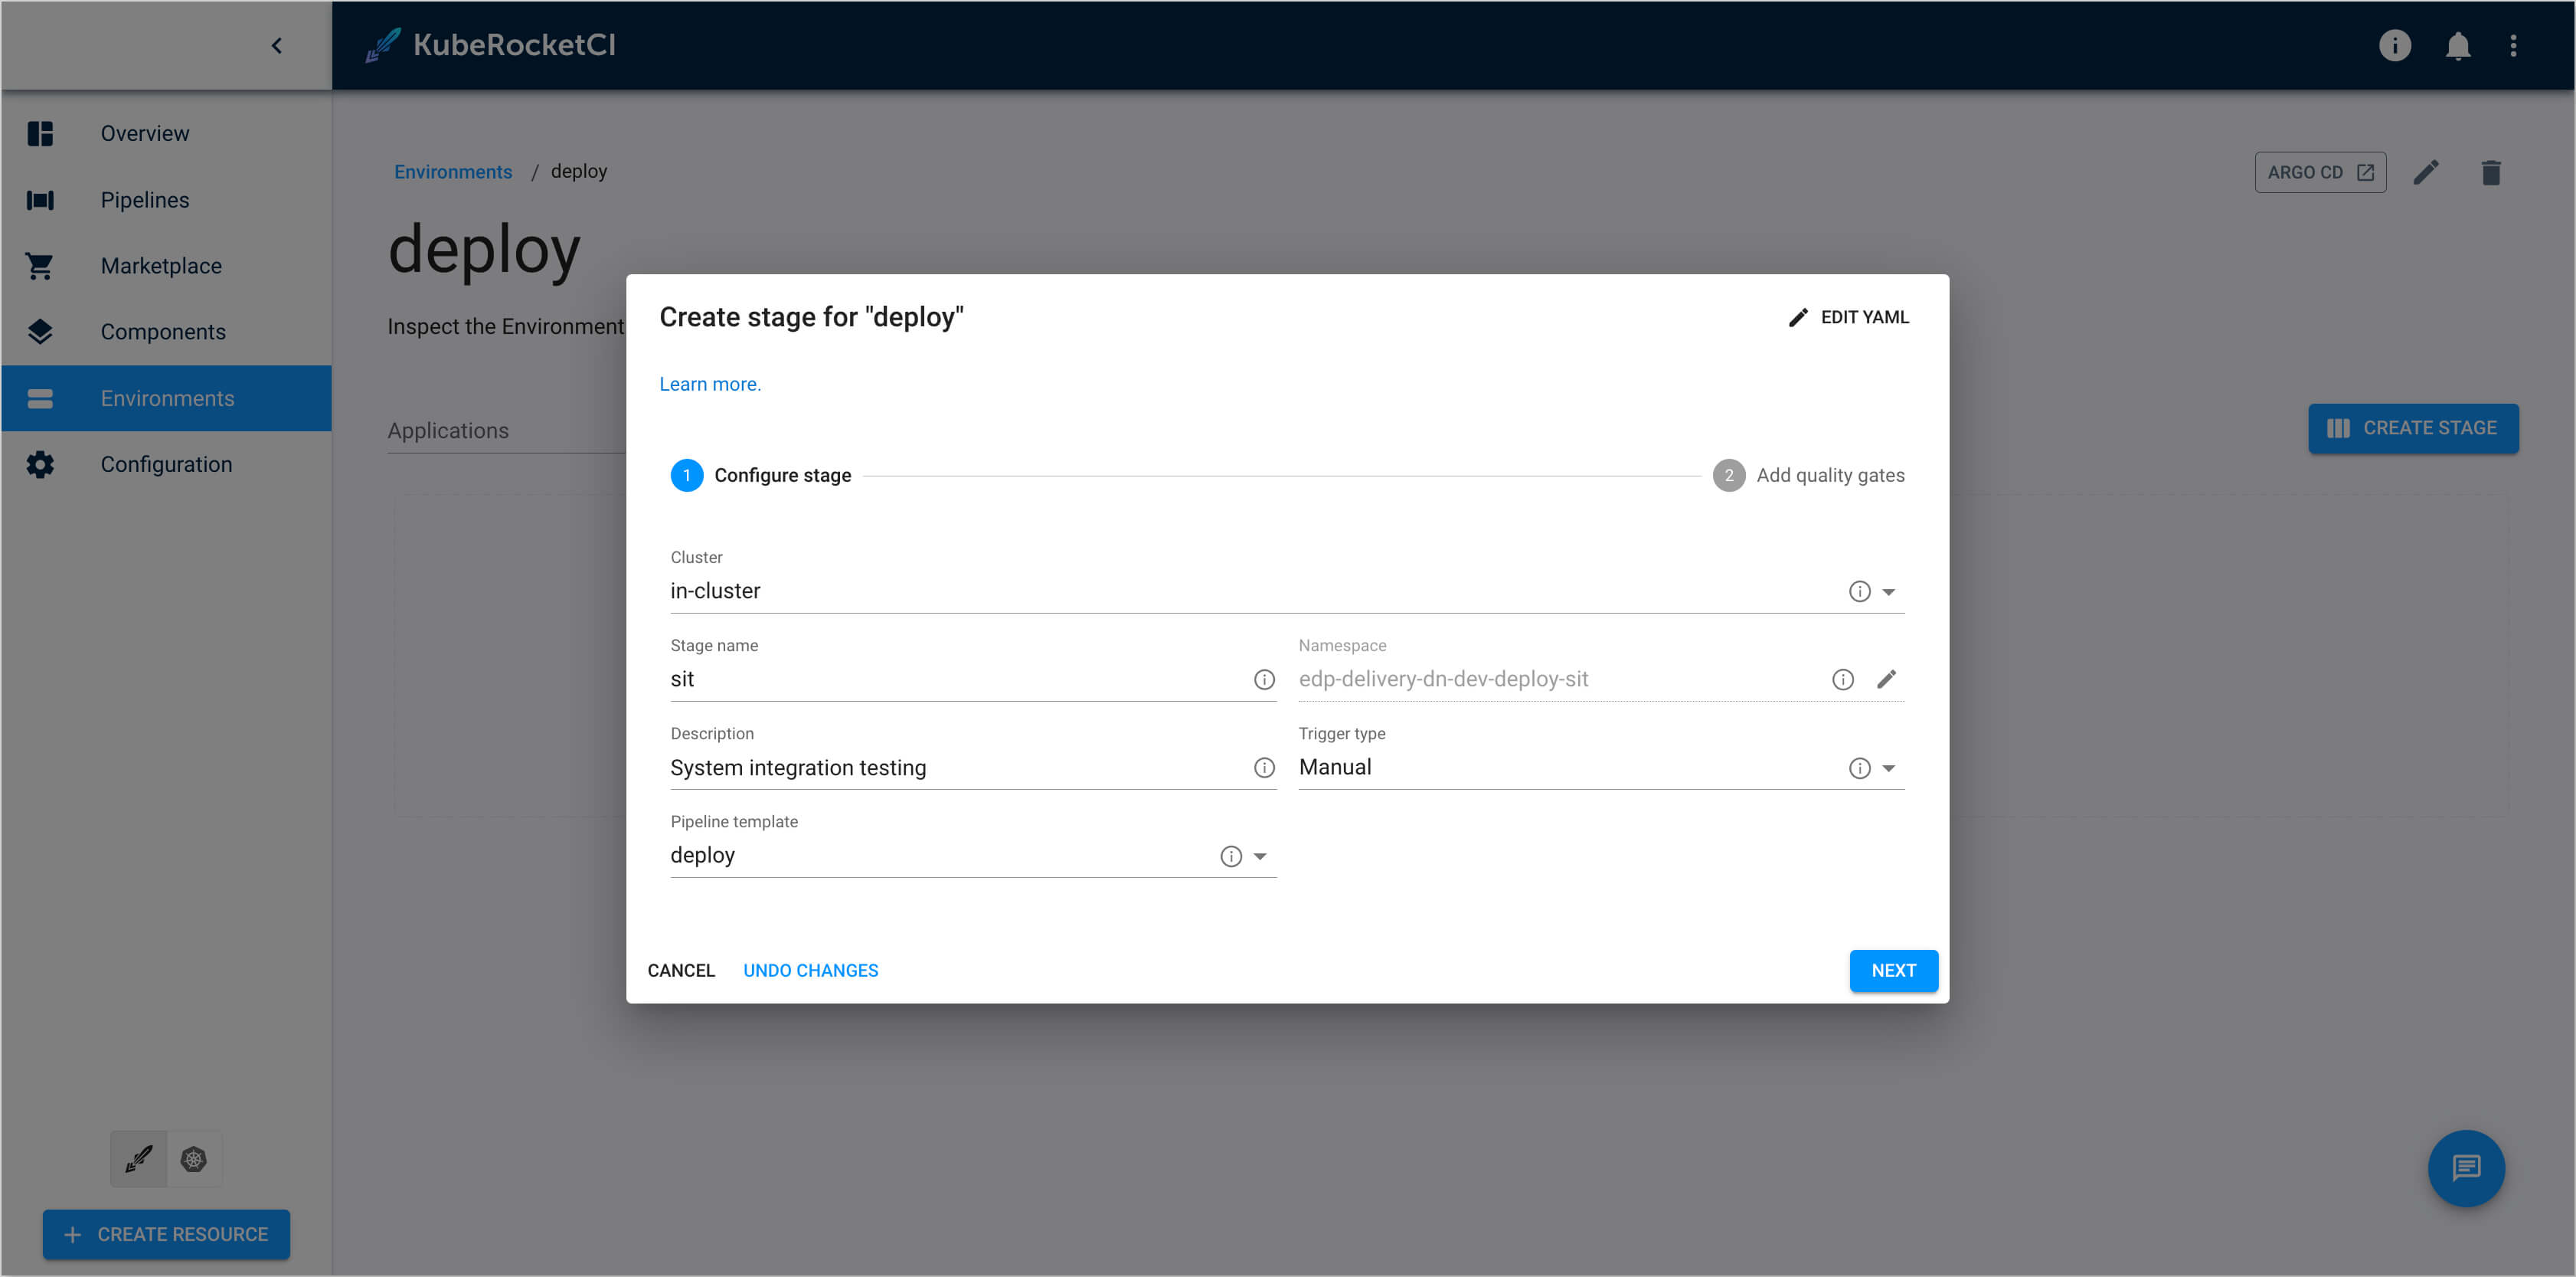 KubeRocketCI
Overview
Pipelines
Marketplace
Components
Environments
Configuration
CREATE RESOURCE
Environments / deploy
ARGO CD
deploy
Inspect the Environment
Applications
CREATE STAGE
Create stage for "deploy"
EDIT YAML
Learn more.
1 Configure stage
2 Add quality gates
Cluster
in-cluster
Stage name
sit
Namespace
edp-delivery-dn-dev-deploy-sit
Description
System integration testing
Trigger type
Manual
Pipeline template
deploy
CANCEL
UNDO CHANGES
NEXT